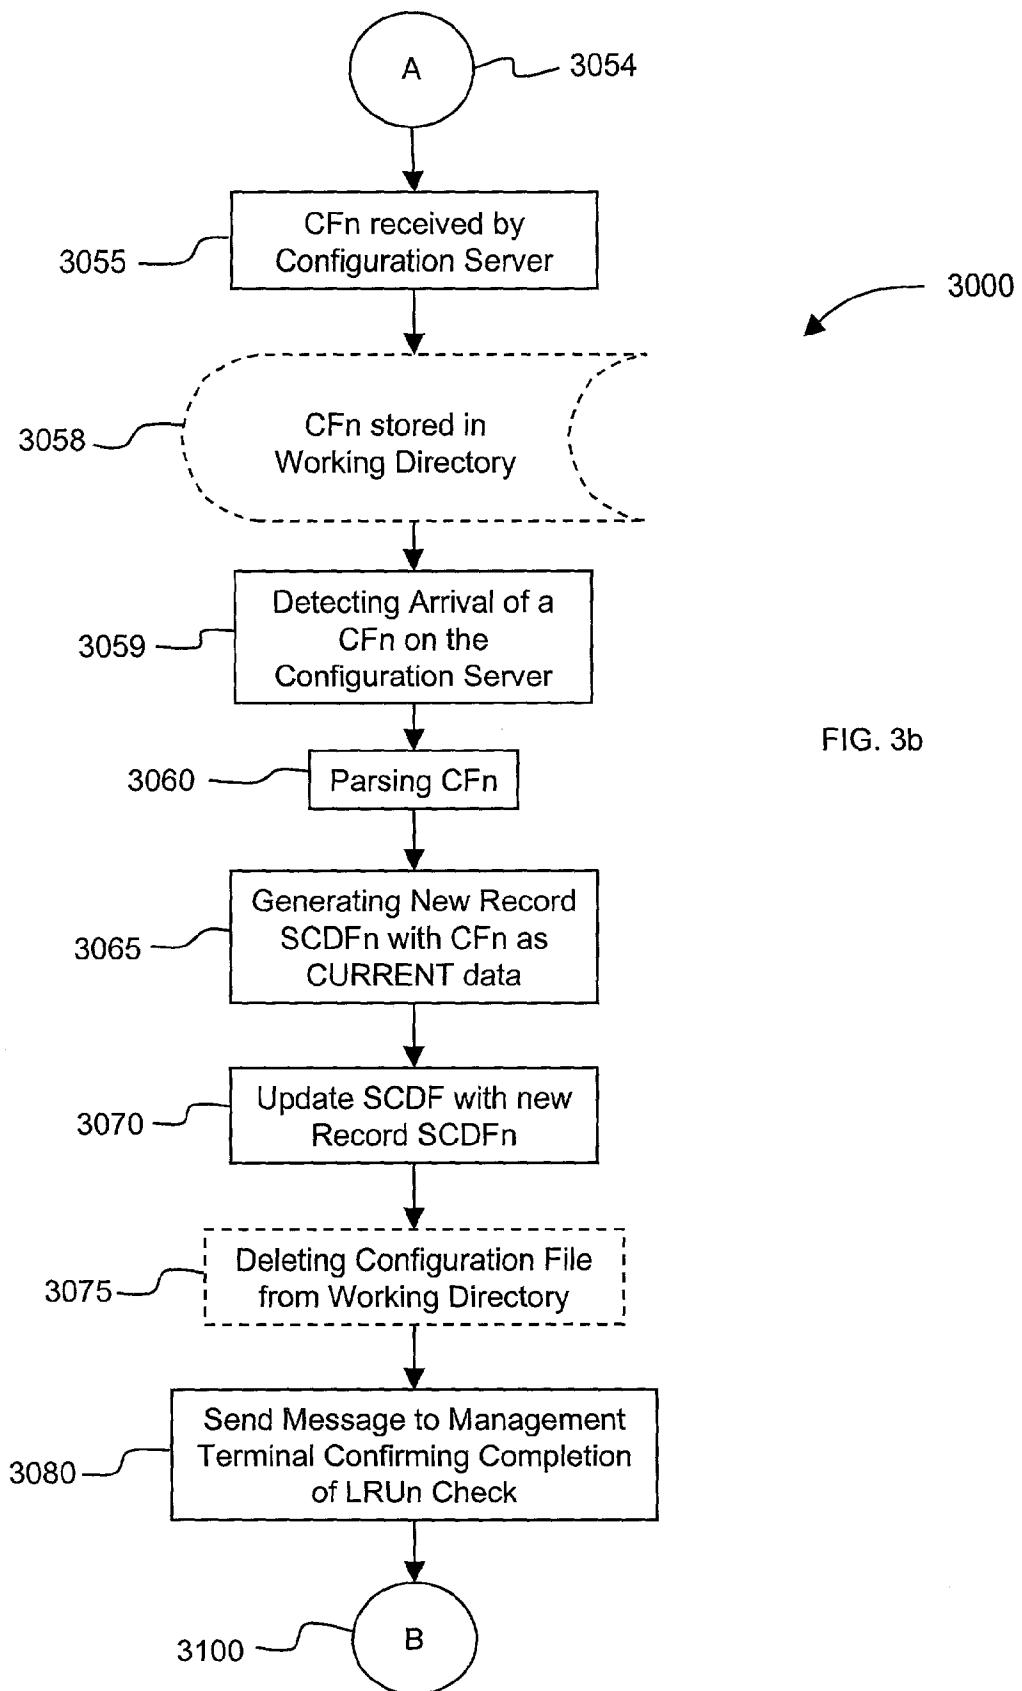 A
3054
CFn received by
Configuration Server
3055
3000
CFn stored in
Working Directory
3058
Detecting Arrival of a
CFn on the
Configuration Server
3059
FIG. 3b
Parsing CFn
3060
Generating New Record
SCDFn with CFn as
CURRENT data
3065
Update SCDF with new
Record SCDFn
3070
Deleting Configuration File
from Working Directory
3075
Send Message to Management
Terminal Confirming Completion
of LRUn Check
3080
B
3100